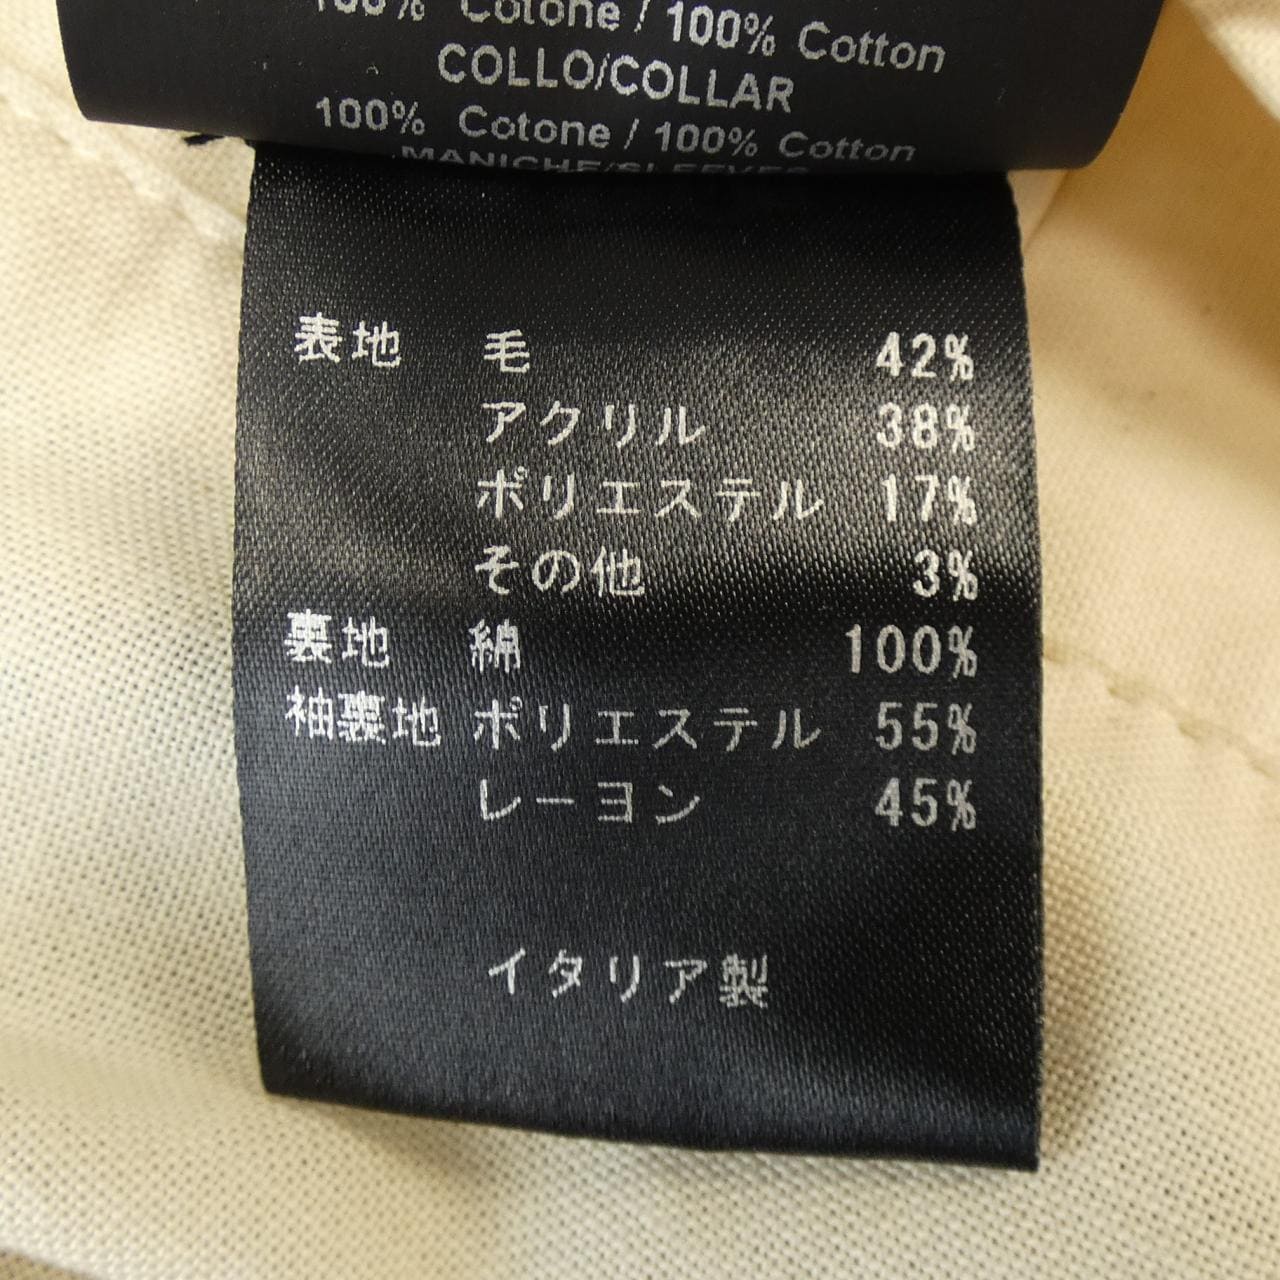 100% Cotone / 100% Cotton
COLLO/COLLAR
100% Cotone / 100% Cotton
MANICHE/SLEEVES
表地 毛 42%
アクリル 38%
ポリエステル 17%
その他 3%
裏地 綿 100%
袖裏地 ポリエステル 55%
レーヨン 45%
イタリア製